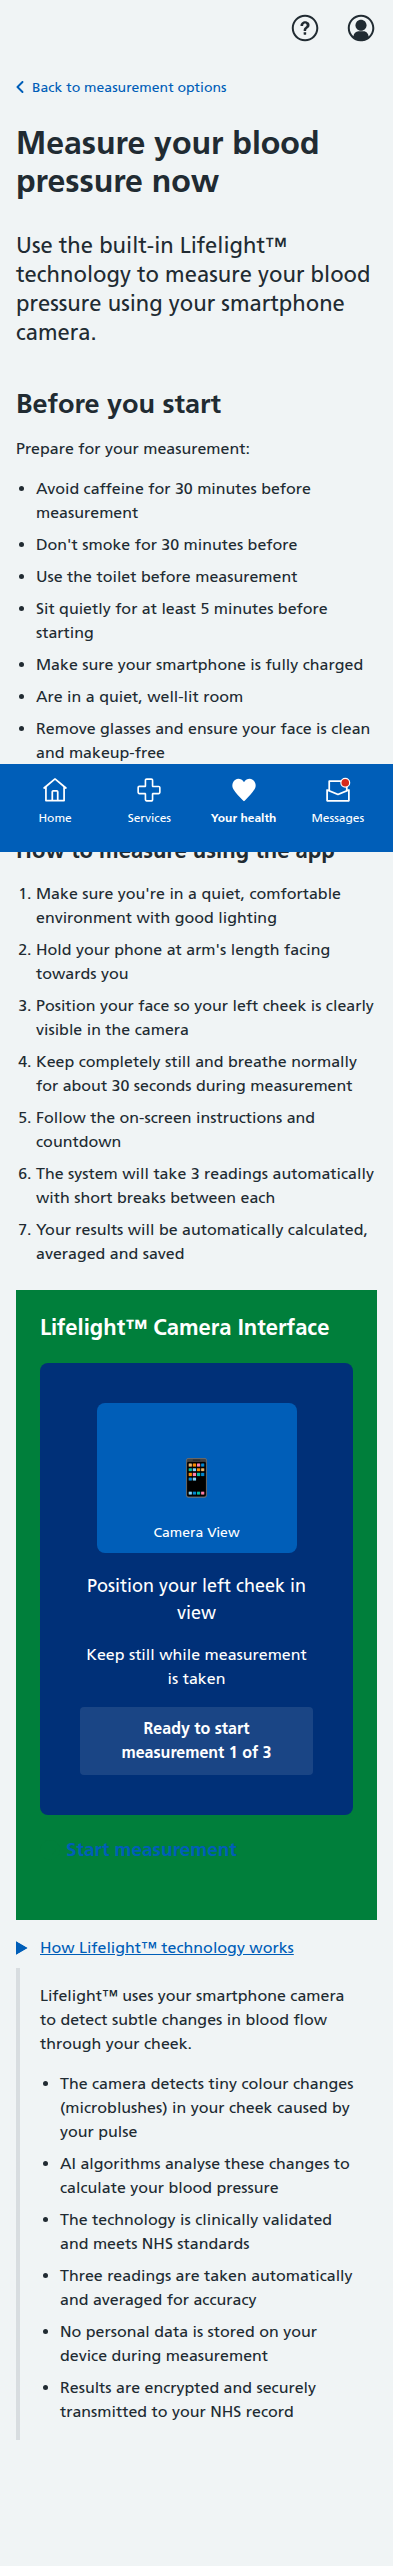 Back to measurement options
Measure your blood
pressure now
Use the built-in Lifelight™
technology to measure your blood
pressure using your smartphone
camera.
Before you start
Prepare for your measurement:
• Avoid caffeine for 30 minutes before
measurement
• Don't smoke for 30 minutes before
• Use the toilet before measurement
• Sit quietly for at least 5 minutes before
starting
• Make sure your smartphone is fully charged
• Are in a quiet, well-lit room
• Remove glasses and ensure your face is clean
and makeup-free
Home Services Your health Messages
How to measure using the app
1. Make sure you're in a quiet, comfortable
environment with good lighting
2. Hold your phone at arm's length facing
towards you
3. Position your face so your left cheek is clearly
visible in the camera
4. Keep completely still and breathe normally
for about 30 seconds during measurement
5. Follow the on-screen instructions and
countdown
6. The system will take 3 readings automatically
with short breaks between each
7. Your results will be automatically calculated,
averaged and saved
Lifelight™ Camera Interface
Camera View
Position your left cheek in
view
Keep still while measurement
is taken
Ready to start
measurement 1 of 3
Start measurement
How Lifelight™ technology works
Lifelight™ uses your smartphone camera
to detect subtle changes in blood flow
through your cheek.
• The camera detects tiny colour changes
(microblushes) in your cheek caused by
your pulse
• AI algorithms analyse these changes to
calculate your blood pressure
• The technology is clinically validated
and meets NHS standards
• Three readings are taken automatically
and averaged for accuracy
• No personal data is stored on your
device during measurement
• Results are encrypted and securely
transmitted to your NHS record